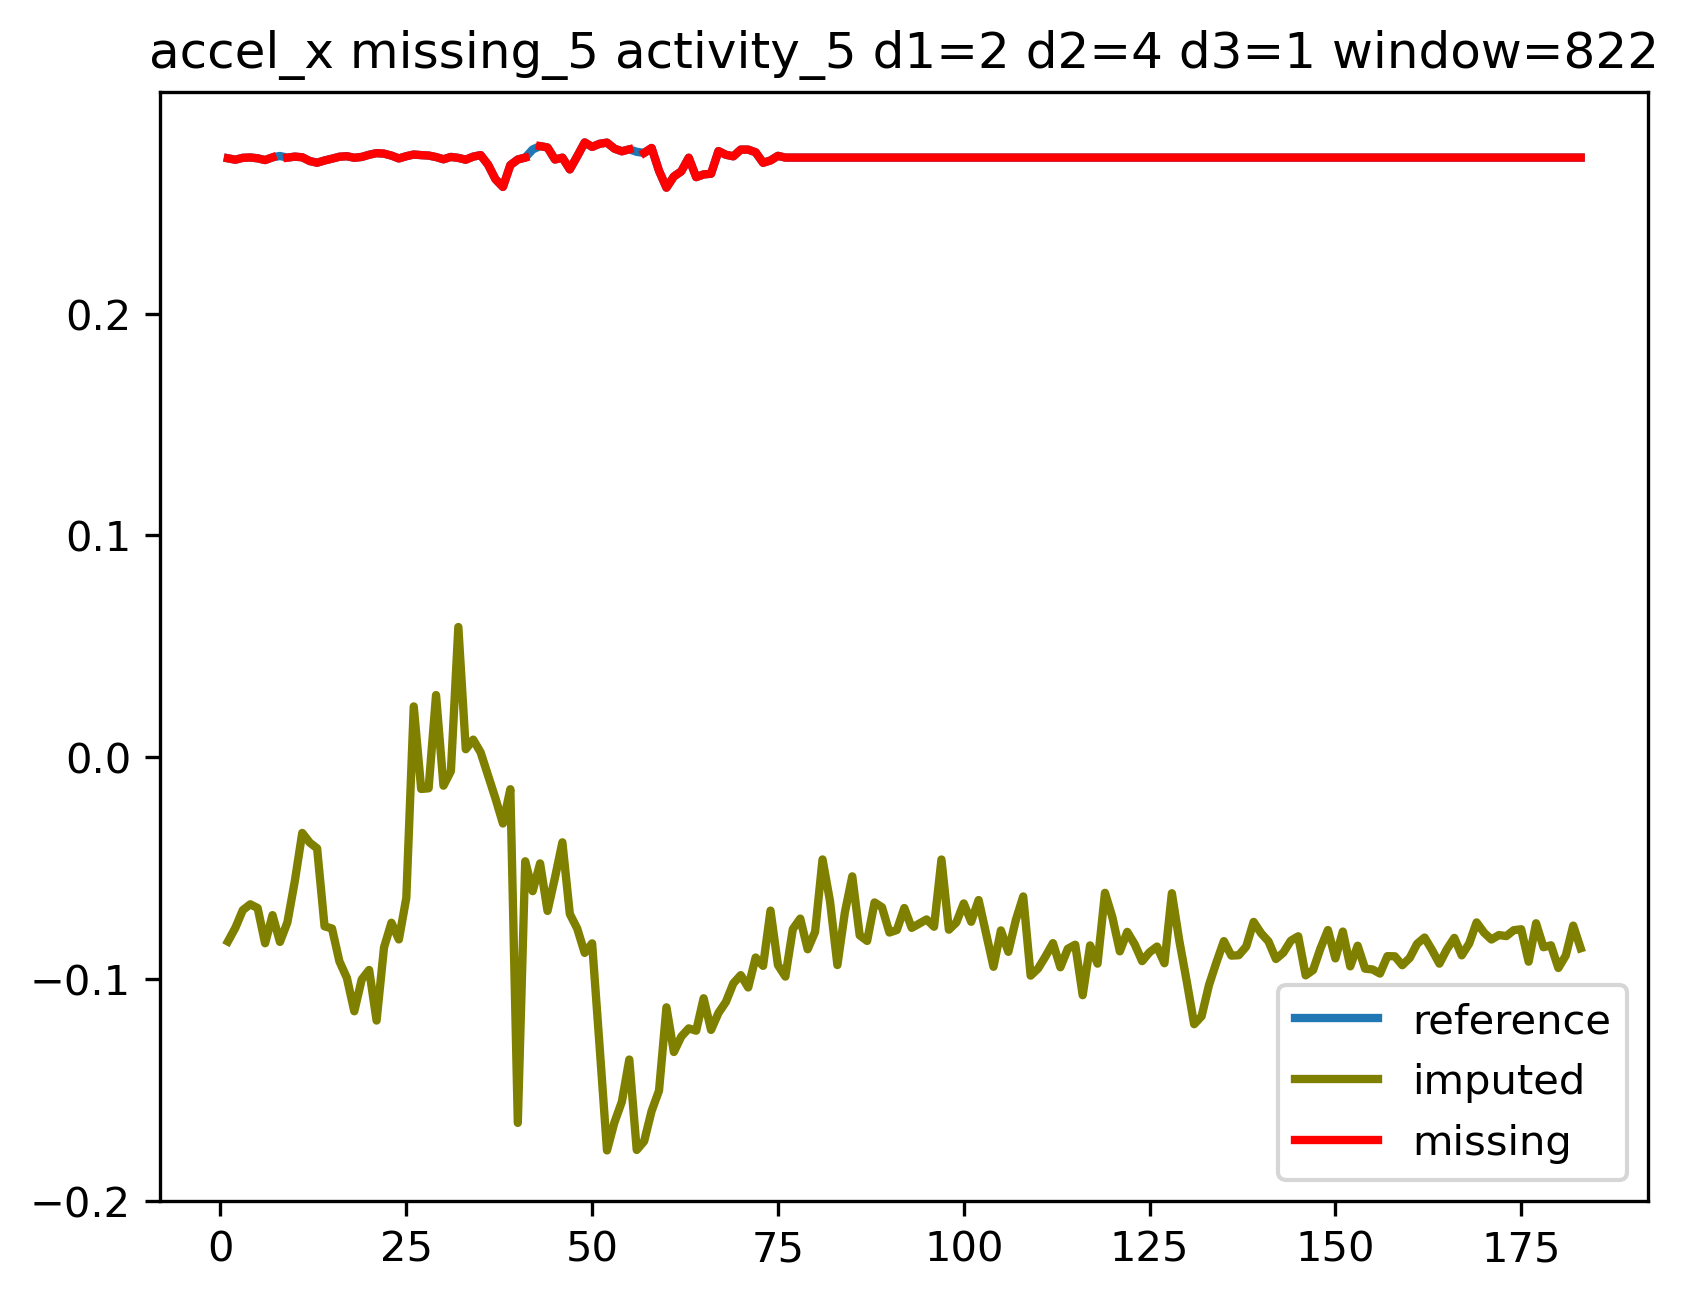 accel_x missing_5 activity_5 d1=2 d2=4 d3=1 window=822
0.2
0.1
0.0
−0.1
−0.2
reference
imputed
missing
0 25 50 75 100 125 150 175